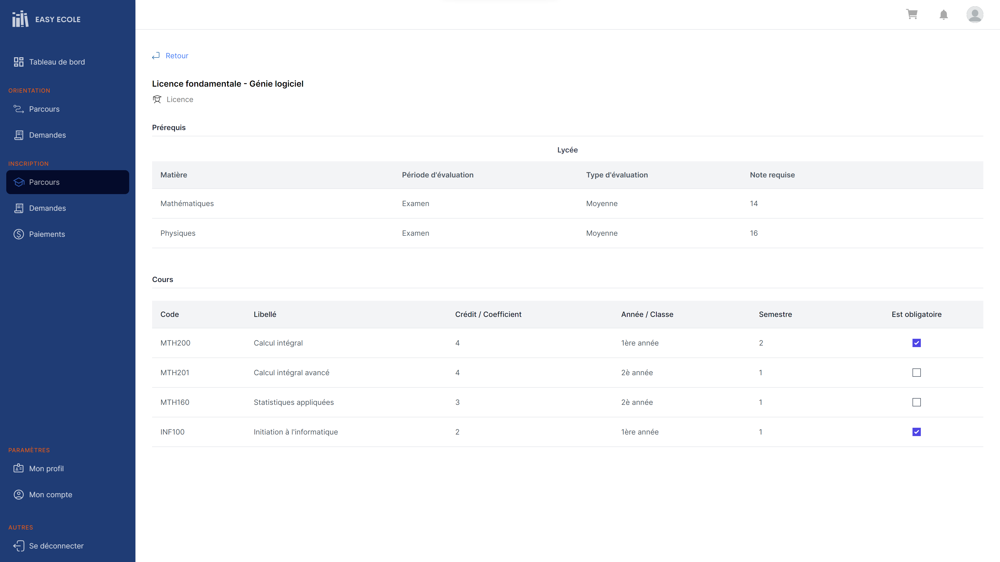 EASY ECOLE
Tableau de bord
ORIENTATION
Parcours
Demandes
INSCRIPTION
Parcours
Demandes
Paiements
PARAMÈTRES
Mon profil
Mon compte
AUTRES
Se déconnecter
Retour
Licence fondamentale - Génie logiciel
Licence
Prérequis
Lycée
Matière Période d'évaluation Type d'évaluation Note requise
Mathématiques Examen Moyenne 14
Physiques Examen Moyenne 16
Cours
Code Libellé Crédit / Coefficient Année / Classe Semestre Est obligatoire
MTH200 Calcul intégral 4 1ère année 2
MTH201 Calcul intégral avancé 4 2è année 1
MTH160 Statistiques appliquées 3 2è année 1
INF100 Initiation à l'informatique 2 1ère année 1